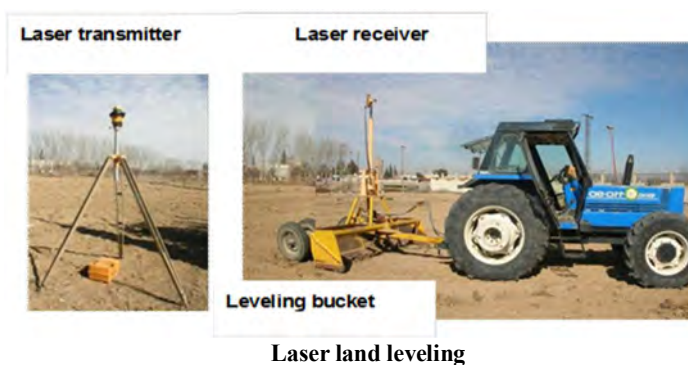 Laser transmitter
Laser receiver
Leveling bucket
Laser land leveling